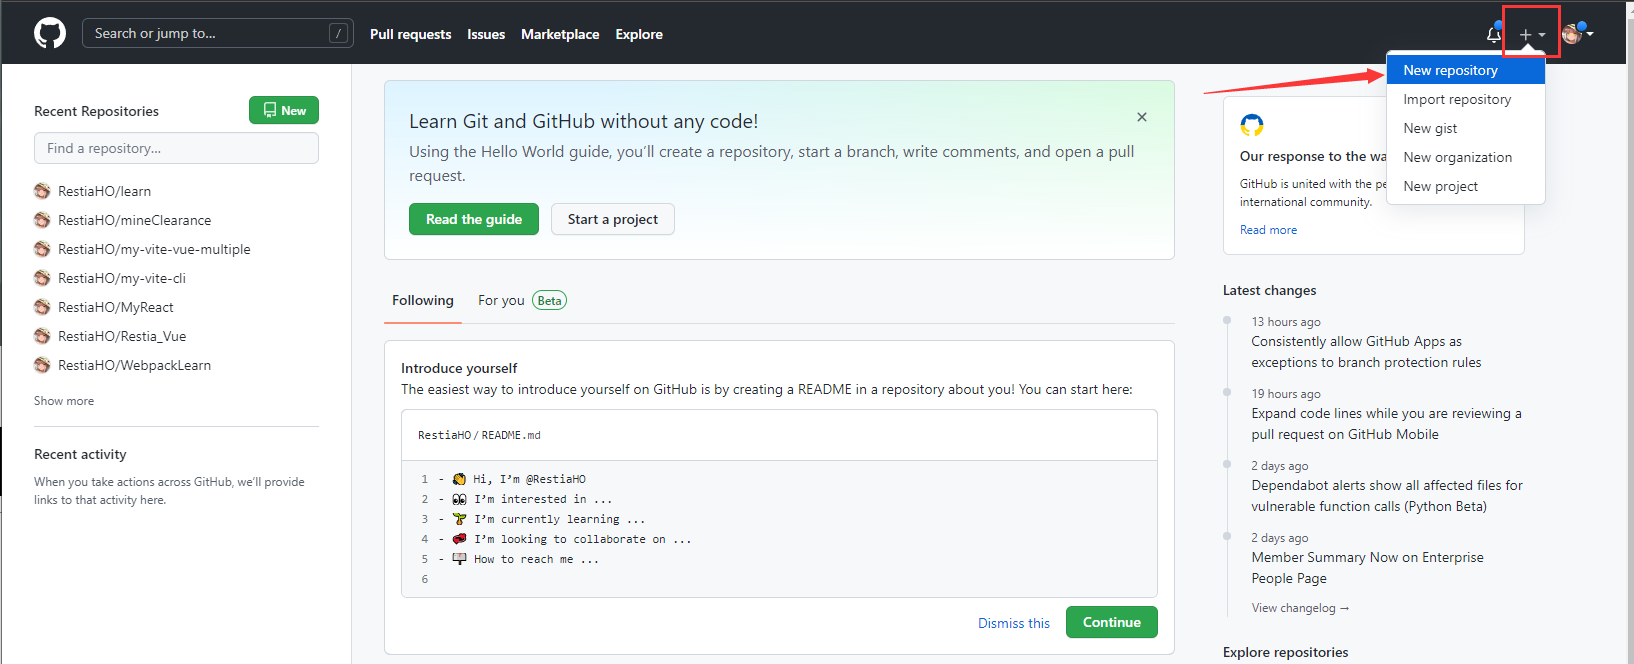 Search or jump to...
/
Pull requests
Issues
Marketplace
Explore
New repository
Import repository
New gist
New organization
New project
Recent Repositories
New
Find a repository...
RestiaHO/learn
RestiaHO/mineClearance
RestiaHO/my-vite-vue-multiple
RestiaHO/my-vite-cli
RestiaHO/MyReact
RestiaHO/Restia_Vue
RestiaHO/WebpackLearn
Show more
Recent activity
When you take actions across GitHub, we'll provide
links to that activity here.
Learn Git and GitHub without any code!
Using the Hello World guide, you'll create a repository, start a branch, write comments, and open a pull
request.
Read the guide
Start a project
Following
For you
Beta
Introduce yourself
The easiest way to introduce yourself on GitHub is by creating a README in a repository about you! You can start here:
RestiaHO / README.md
1 - 👋 Hi, I'm @RestiaHO
2 - 👀 I'm interested in ...
3 - 🌱 I'm currently learning ...
4 - 💞️ I'm looking to collaborate on ...
5 - 📫 How to reach me ...
6
Dismiss this
Continue
Our response to the wa
GitHub is united with the pe
international community.
Read more
Latest changes
13 hours ago
Consistently allow GitHub Apps as
exceptions to branch protection rules
19 hours ago
Expand code lines while you are reviewing a
pull request on GitHub Mobile
2 days ago
Dependabot alerts show all affected files for
vulnerable function calls (Python Beta)
2 days ago
Member Summary Now on Enterprise
People Page
View changelog →
Explore repositories